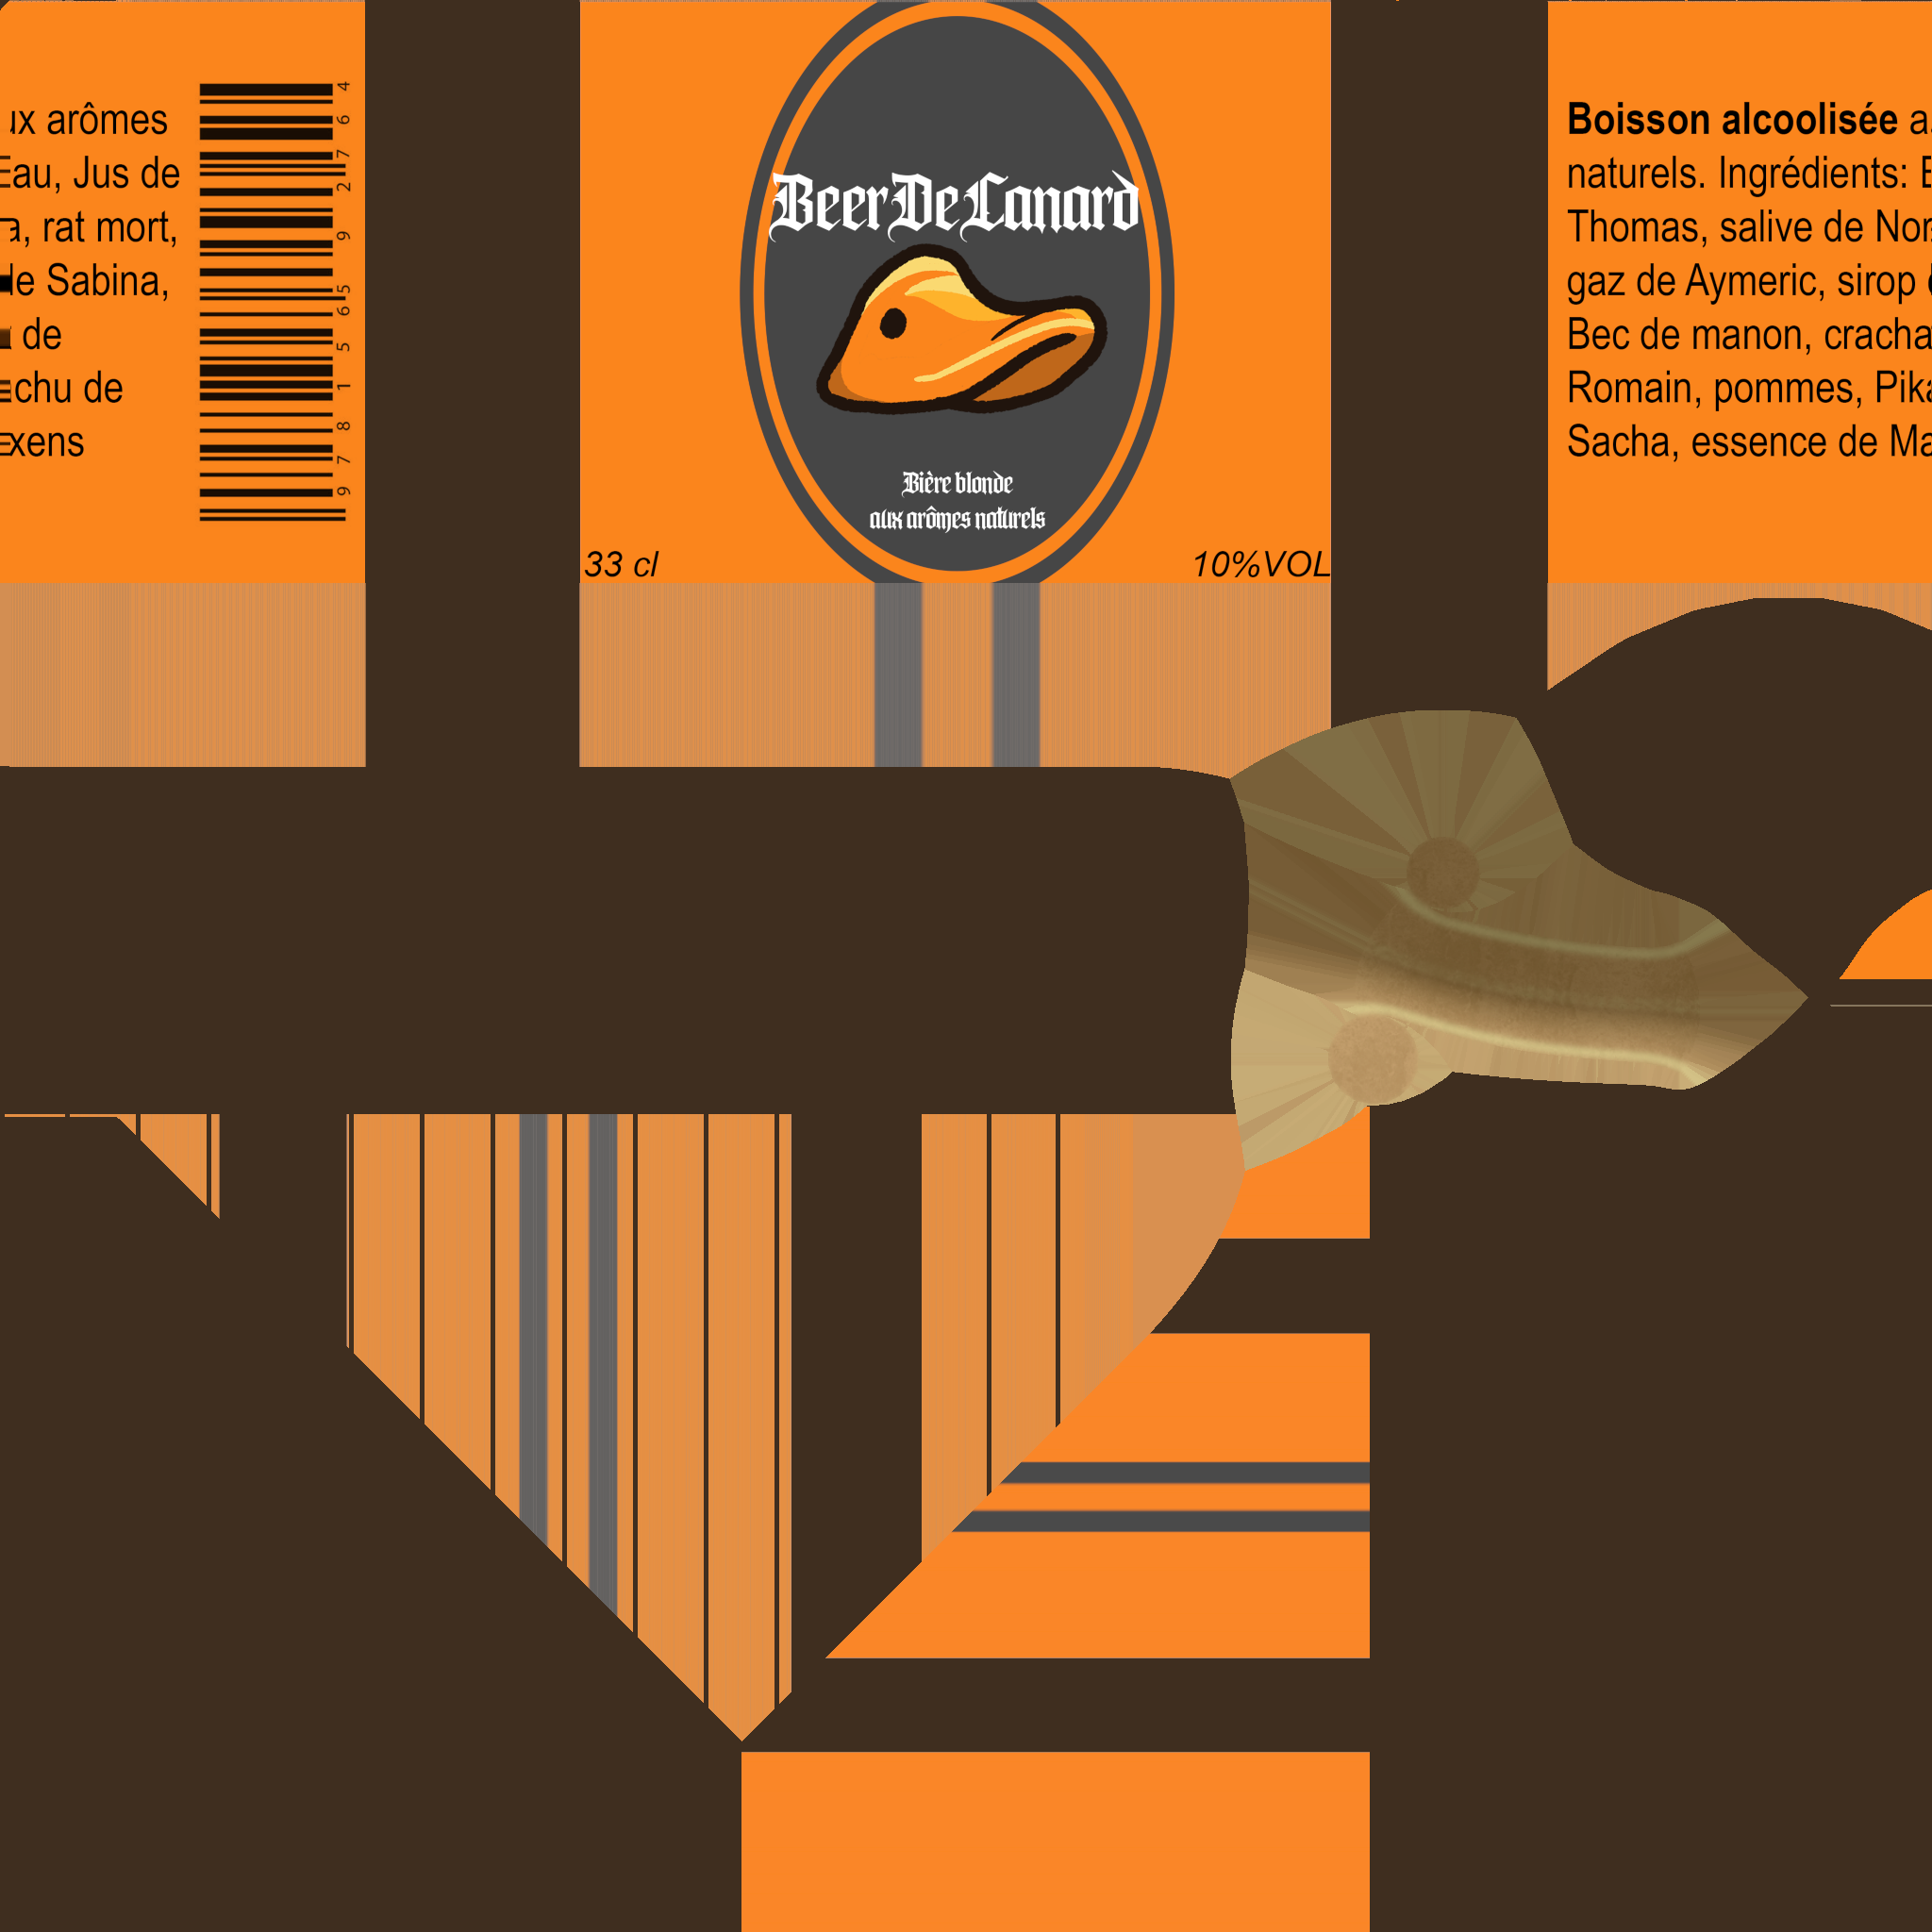 ux arômes
Eau, Jus de
a, rat mort,
de Sabina,
de
chu de
xens
4 6 7 2 9 5 6 5 1 8 7 9
BeerDeCanard
Bière blonde
aux arômes naturels
33 cl
10%VOL
Boisson alcoolisée a
naturels. Ingrédients: E
Thomas, salive de Nor
gaz de Aymeric, sirop d
Bec de manon, cracha
Romain, pommes, Pika
Sacha, essence de Ma